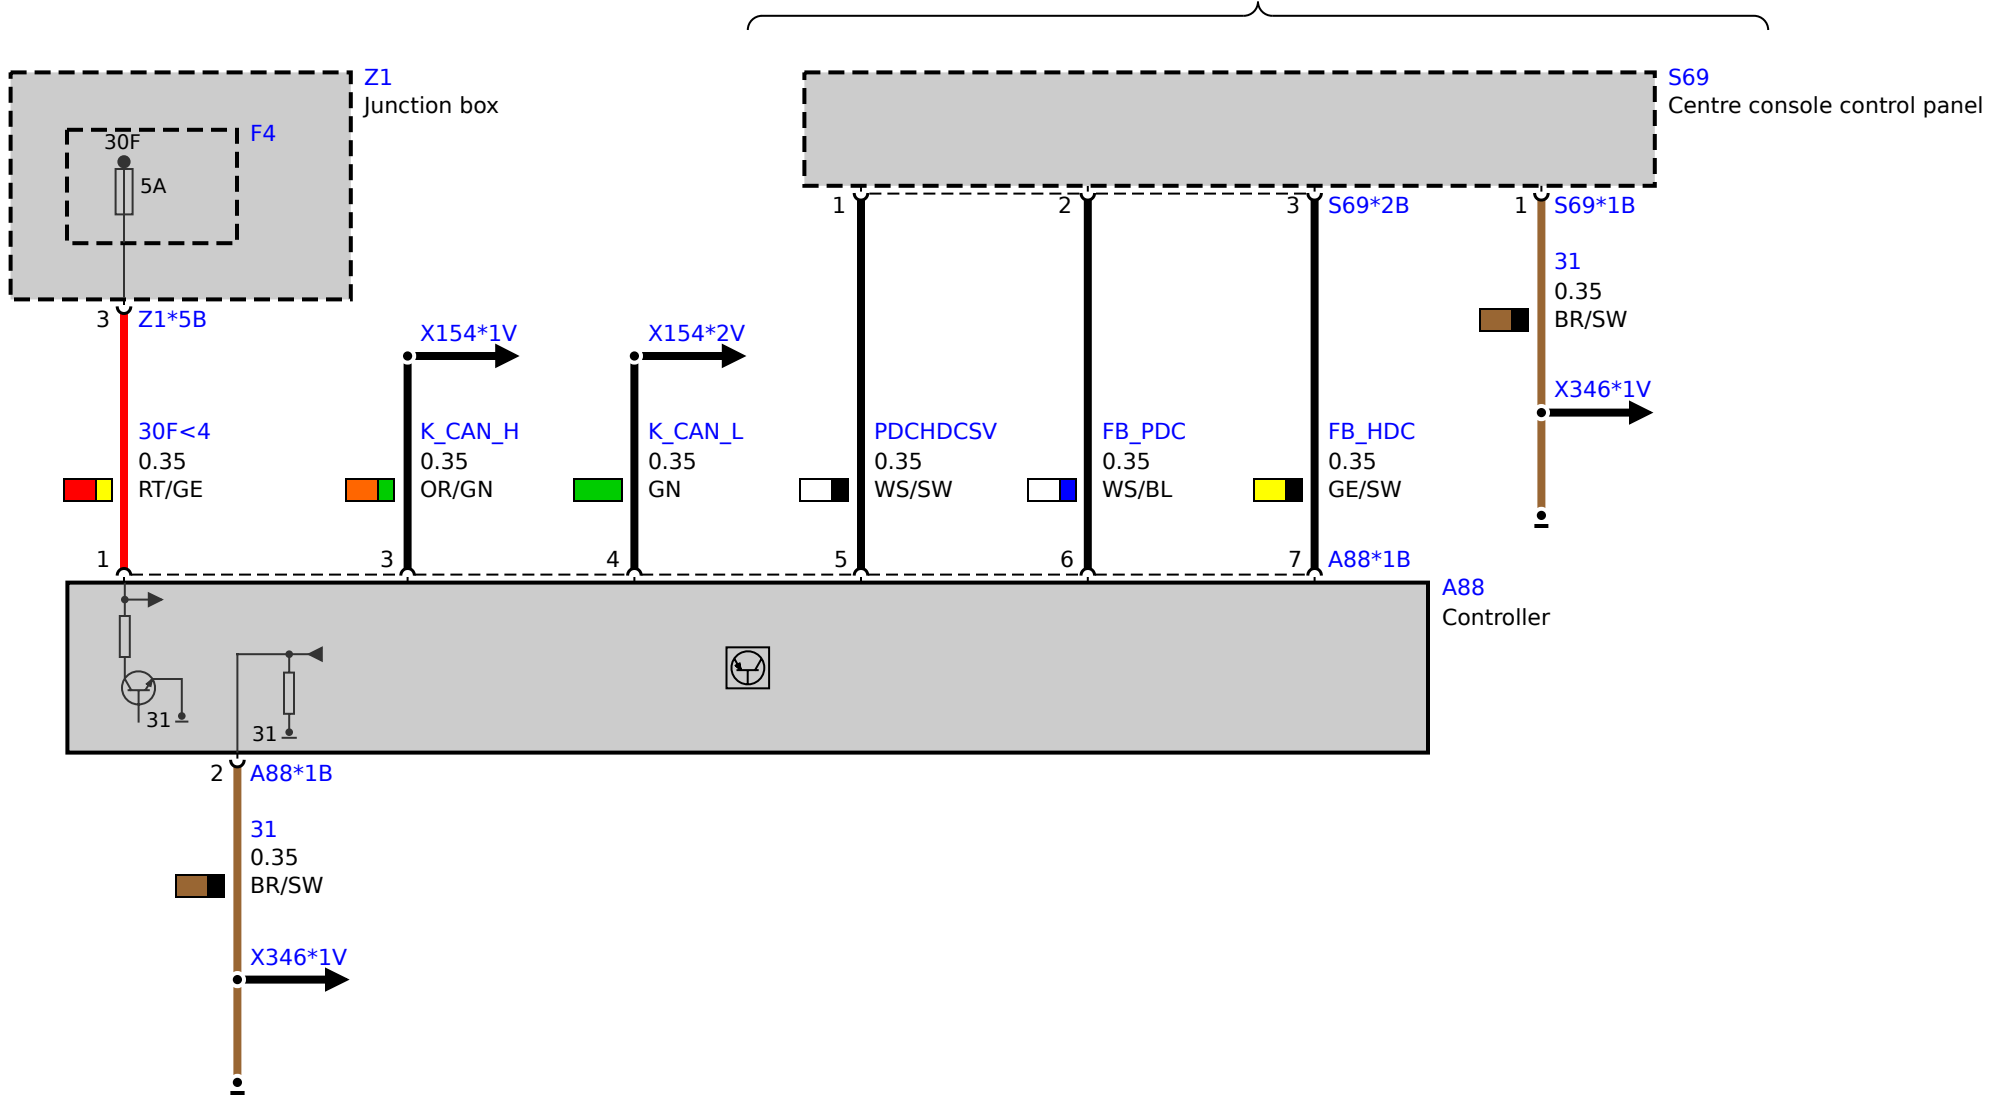 Z1
Junction box
F4
30F
5A
3
Z1*5B
S69
Centre console control panel
1
2
3
S69*2B
1
S69*1B
31
0.35
BR/SW
X346*1V
X154*1V
X154*2V
30F<4
0.35
RT/GE
K_CAN_H
0.35
OR/GN
K_CAN_L
0.35
GN
PDCHDCSV
0.35
WS/SW
FB_PDC
0.35
WS/BL
FB_HDC
0.35
GE/SW
1
3
4
5
6
7
A88*1B
A88
Controller
31
31
2
A88*1B
31
0.35
BR/SW
X346*1V